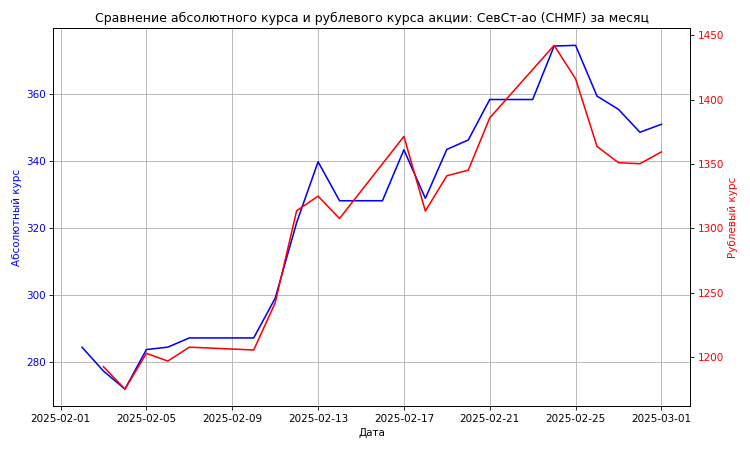 Сравнение абсолютного курса и рублевого курса акции: СевСт-ао (CHMF) за месяц
Абсолютный курс
360
340
320
300
280
1450
1400
1350
1300
1250
1200
Рублевый курс
2025-02-01 2025-02-05 2025-02-09 2025-02-13 2025-02-17 2025-02-21 2025-02-25 2025-03-01
Дата